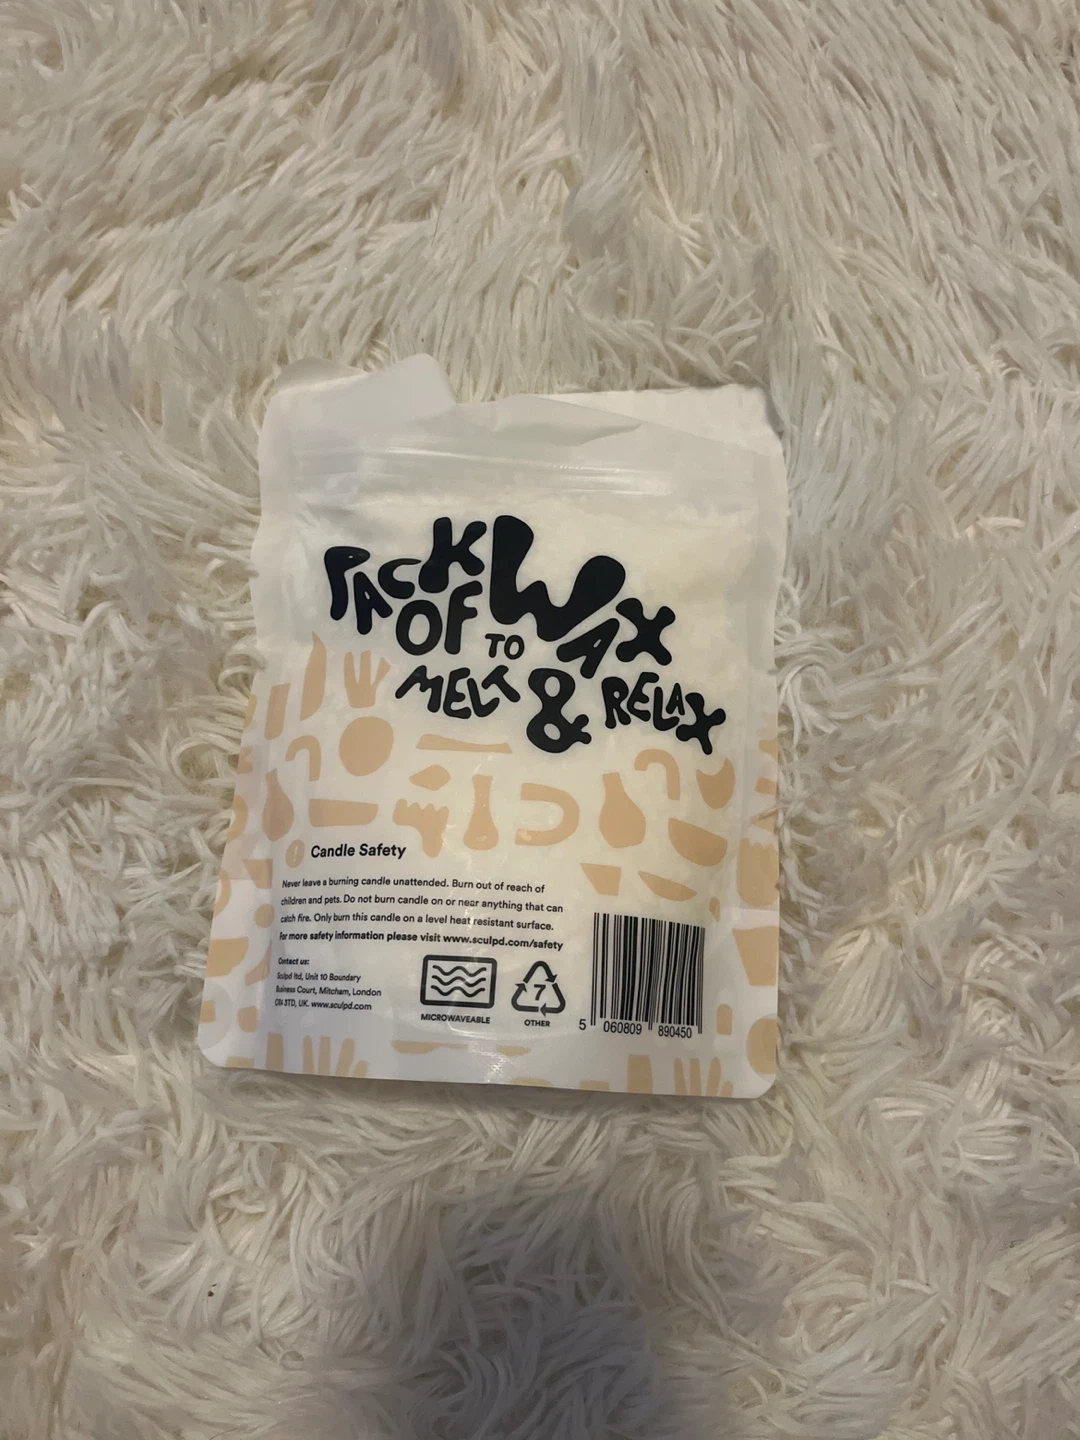 PACK OF WAX
TO
MELT & RELAX
Candle Safety
Never leave a burning candle unattended. Burn out of reach of
children and pets. Do not burn candle on or near anything that can
catch fire. Only burn this candle on a level heat resistant surface.
For more safety information please visit www.sculpd.com/safety
Contact us:
Sculpd ltd, Unit 10 Boundary
Business Court, Mitcham, London
CR4 3TD, UK. www.sculpd.com
MICROWAVEABLE
7
OTHER
5 060809 890450